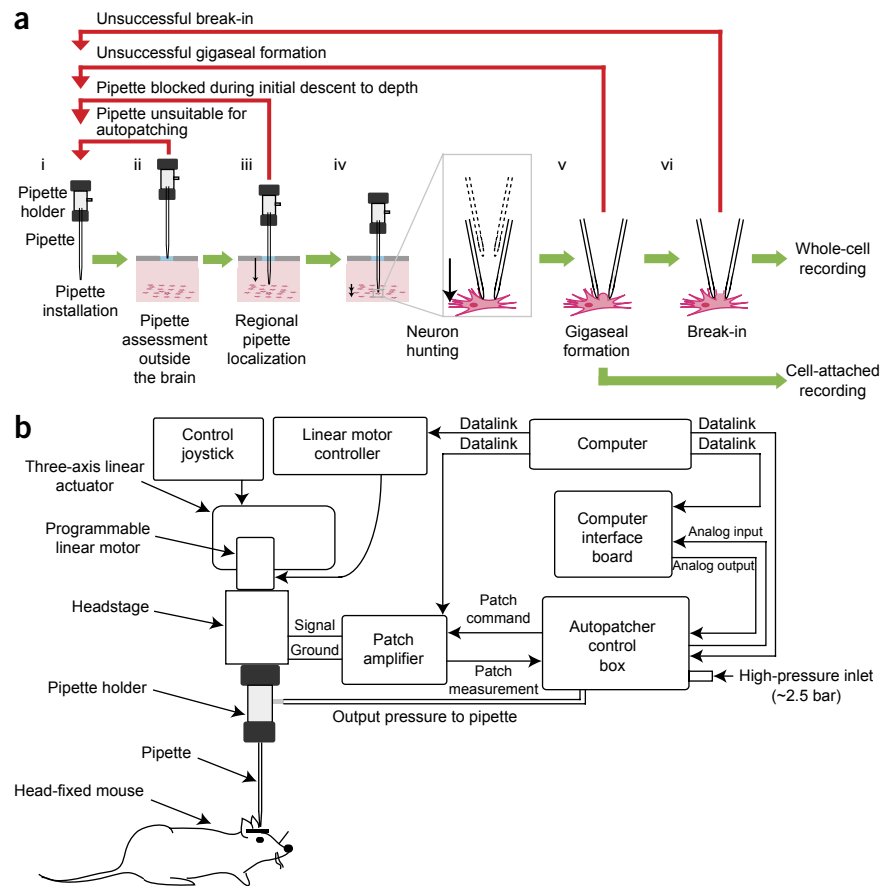 a
Unsuccessful break-in
Unsuccessful gigaseal formation
Pipette blocked during initial descent to depth
Pipette unsuitable for
autopatching
i
ii
iii
iv
v
vi
Pipette
holder
Pipette
Pipette
installation
Pipette
assessment
outside
the brain
Regional
pipette
localization
Neuron
hunting
Gigaseal
formation
Break-in
Whole-cell
recording
Cell-attached
recording
b
Control
joystick
Linear motor
controller
Datalink
Datalink
Computer
Datalink
Datalink
Three-axis linear
actuator
Programmable
linear motor
Computer
interface
board
Analog input
Analog output
Headstage
Signal
Ground
Patch
amplifier
Patch
command
Patch
measurement
Autopatcher
control
box
High-pressure inlet
(~2.5 bar)
Pipette holder
Output pressure to pipette
Pipette
Head-fixed mouse